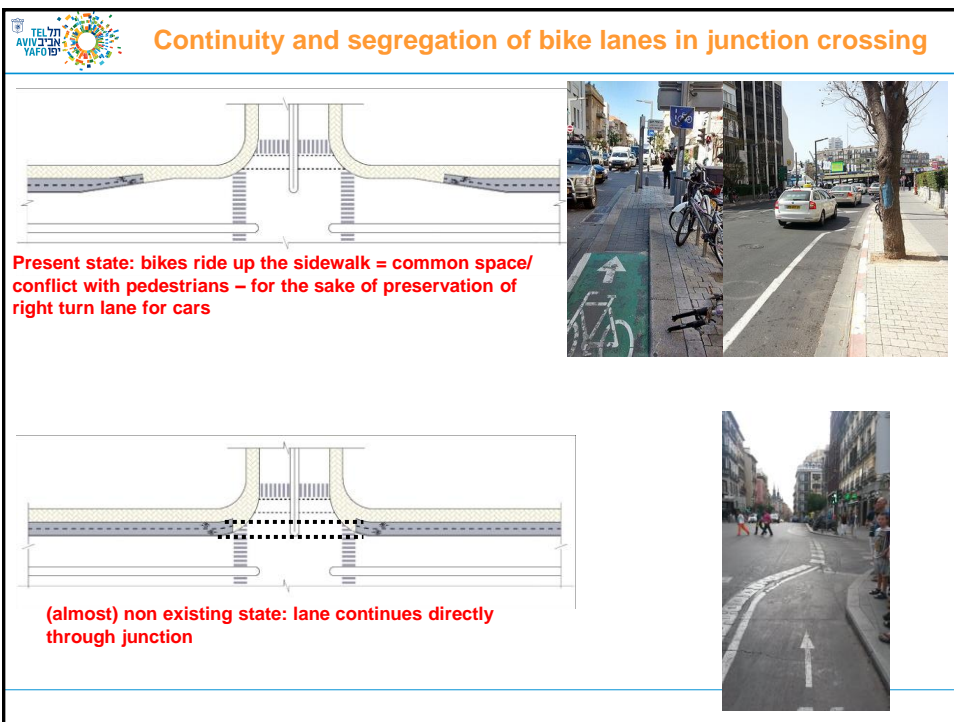 תל
TEL
אביב
AVIV
יפו
YAFO
Continuity and segregation of bike lanes in junction crossing
Present state: bikes ride up the sidewalk = common space/
conflict with pedestrians – for the sake of preservation of
right turn lane for cars
(almost) non existing state: lane continues directly
through junction